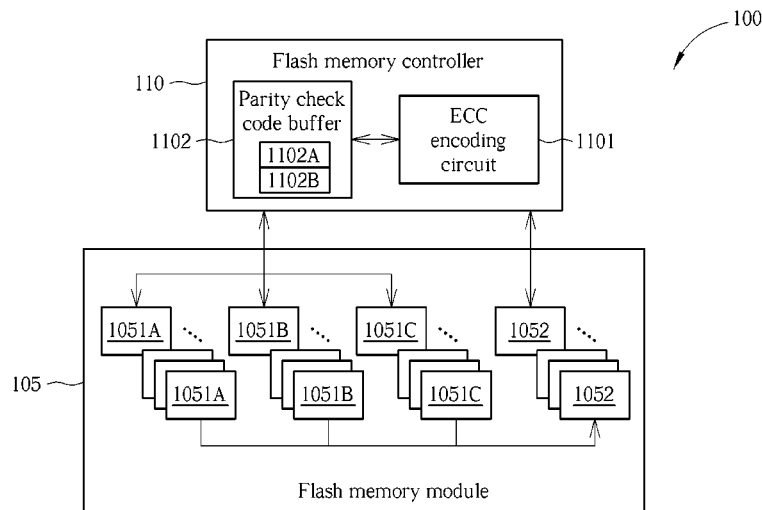 100
Flash memory controller
110
Parity check
code buffer
1102
1102A
1102B
ECC
encoding
circuit
1101
1051A
1051B
1051C
1052
1051A
1051B
1051C
1052
105
Flash memory module